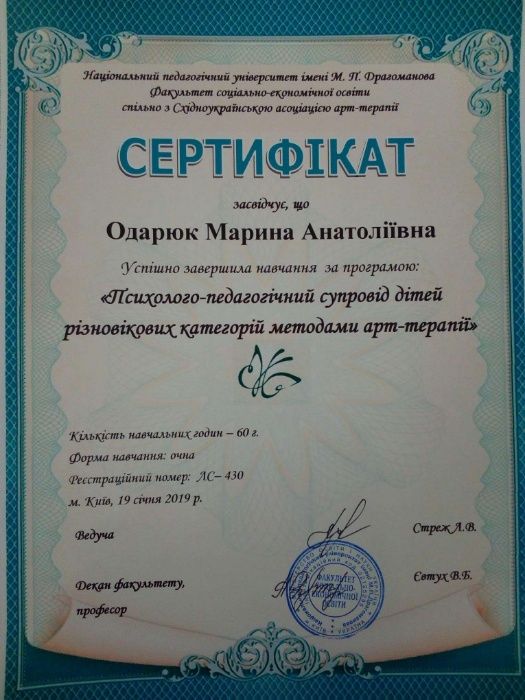 Національний педагогічний університет імені М. П. Драгоманова
Факультет соціально-економічної освіти
спільно з Східноукраїнською асоціацією арт-терапії
СЕРТИФІКАТ
засвідчує, що
Одарюк Марина Анатоліївна
Успішно завершила навчання за програмою:
«Психолого-педагогічний супровід дітей
різновікових категорій методами арт-терапії»
Кількість навчальних годин – 60 г.
Форма навчання: очна
Реєстраційний номер: ЛС– 430
м. Київ, 19 січня 2019 р.
Ведуча
Стреж Л.В.
Декан факультету,
Євтух В.Б.
професор
ФАКУЛЬТЕТ
ОСВІТИ